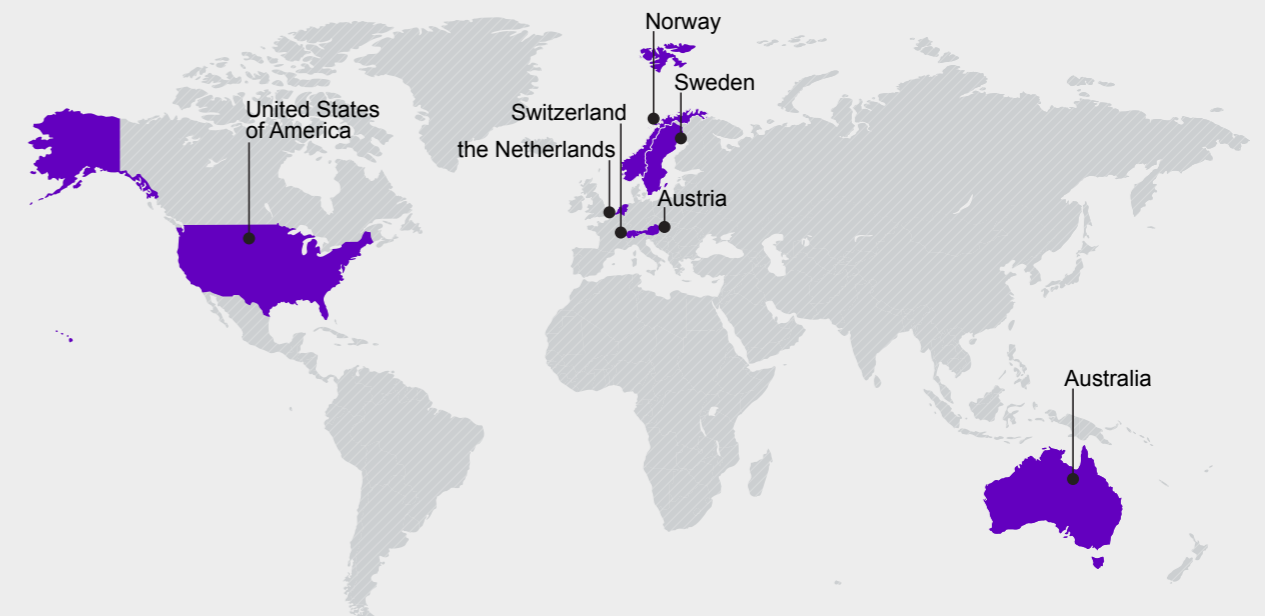 Norway
Sweden
United States
of America
Switzerland
the Netherlands
Austria
Australia